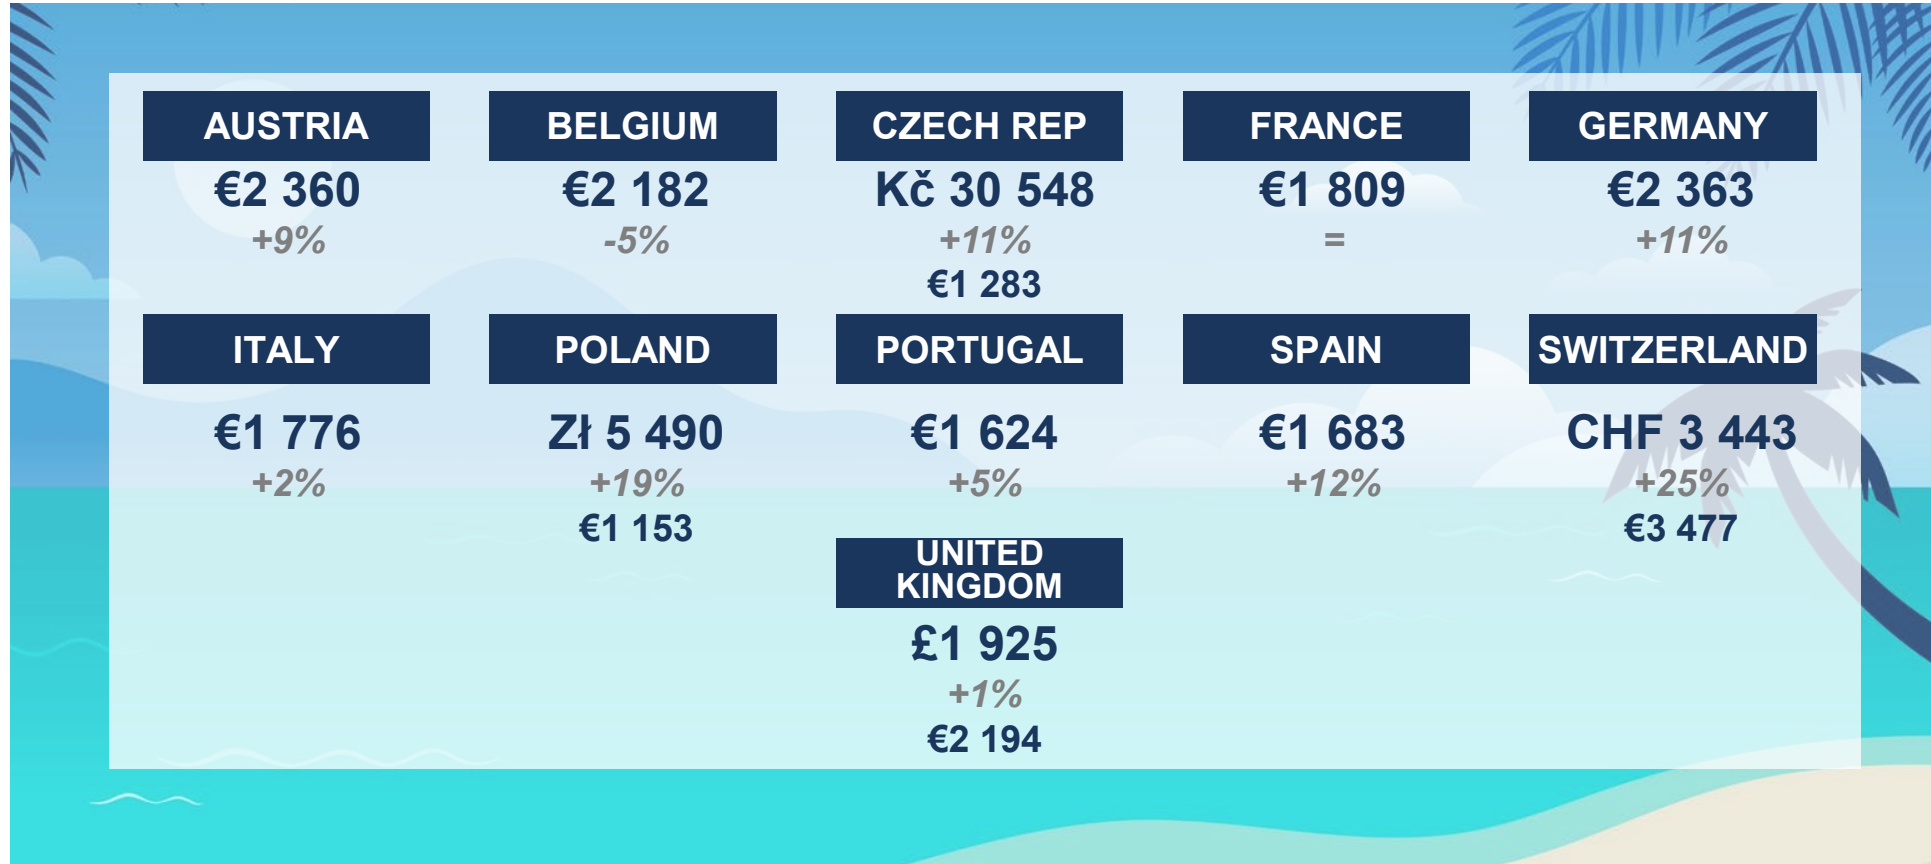 AUSTRIA
€2 360
+9%
BELGIUM
€2 182
-5%
CZECH REP
Kč 30 548
+11%
€1 283
FRANCE
€1 809
=
GERMANY
€2 363
+11%
ITALY
€1 776
+2%
POLAND
Zł 5 490
+19%
€1 153
PORTUGAL
€1 624
+5%
SPAIN
€1 683
+12%
SWITZERLAND
CHF 3 443
+25%
€3 477
UNITED
KINGDOM
£1 925
+1%
€2 194